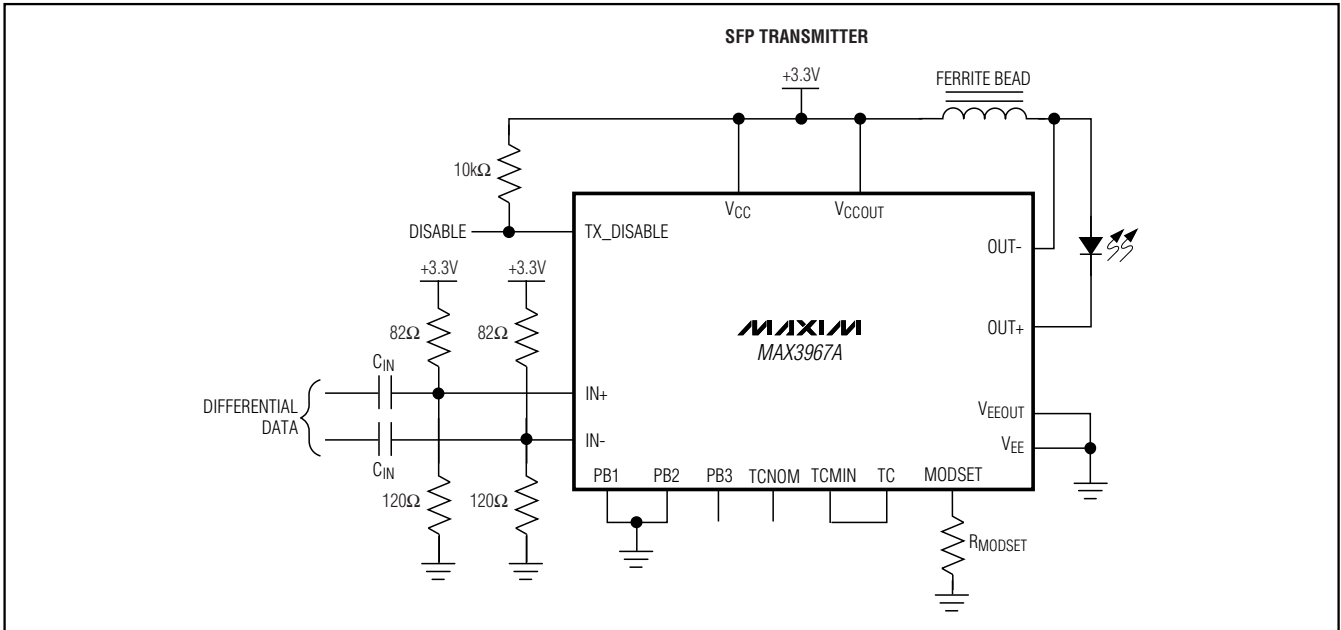 SFP TRANSMITTER
+3.3V
FERRITE BEAD
10kΩ
VCC
VCCOUT
DISABLE
TX_DISABLE
OUT-
+3.3V
+3.3V
82Ω
82Ω
MAXIM
MAX3967A
OUT+
CIN
DIFFERENTIAL
DATA
IN+
IN-
CIN
VEEOUT
VEE
PB1
PB2
PB3
TCNOM
TCMIN
TC
MODSET
120Ω
120Ω
RMODSET